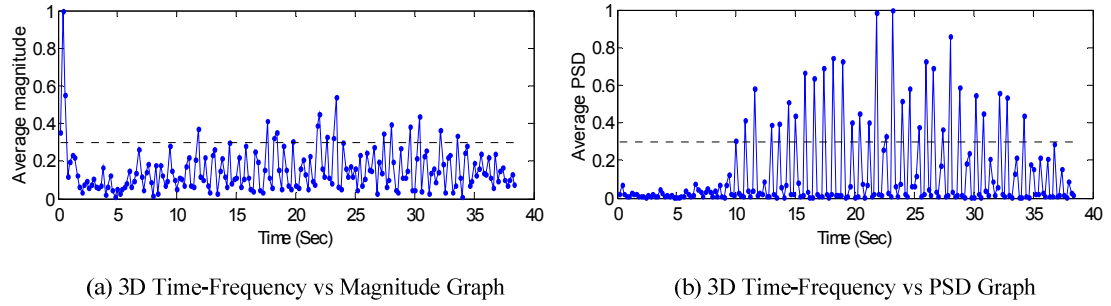 1
0.8
0.6
0.4
0.2
0
Average magnitude
0 5 10 15 20 25 30 35 40
Time (Sec)
(a) 3D Time-Frequency vs Magnitude Graph
1
0.8
0.6
0.4
0.2
0
Average PSD
0 5 10 15 20 25 30 35 40
Time (Sec)
(b) 3D Time-Frequency vs PSD Graph